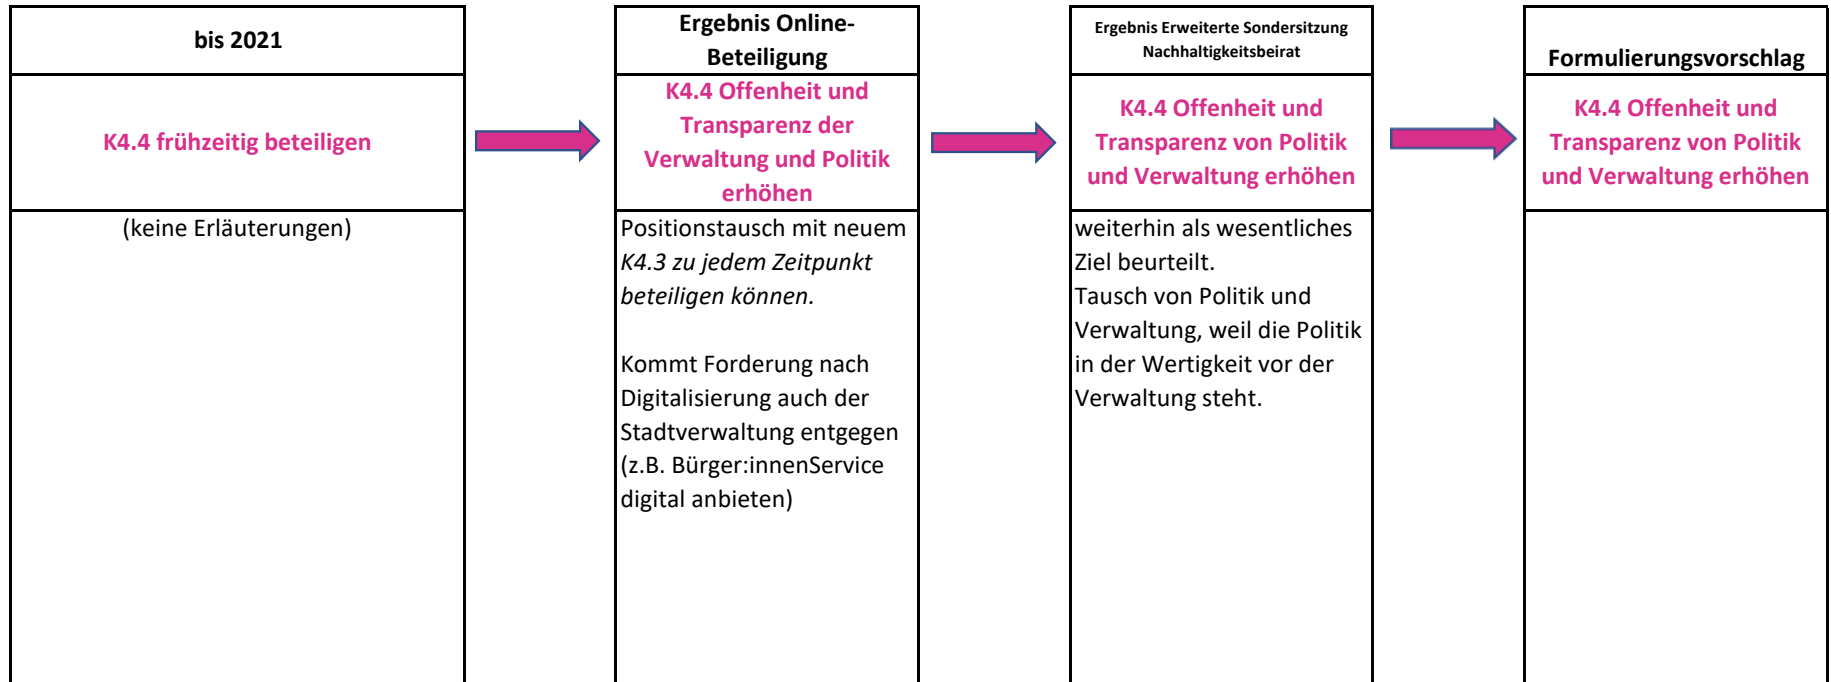 bis 2021
K4.4 frühzeitig beteiligen
(keine Erläuterungen)
Ergebnis Online-
Beteiligung
K4.4 Offenheit und
Transparenz der
Verwaltung und Politik
erhöhen
Positionstausch mit neuem
K4.3 zu jedem Zeitpunkt
beteiligen können.
Kommt Forderung nach
Digitalisierung auch der
Stadtverwaltung entgegen
(z.B. Bürger:innenService
digital anbieten)
Ergebnis Erweiterte Sondersitzung
Nachhaltigkeitsbeirat
K4.4 Offenheit und
Transparenz von Politik
und Verwaltung erhöhen
weiterhin als wesentliches
Ziel beurteilt.
Tausch von Politik und
Verwaltung, weil die Politik
in der Wertigkeit vor der
Verwaltung steht.
Formulierungsvorschlag
K4.4 Offenheit und
Transparenz von Politik
und Verwaltung erhöhen